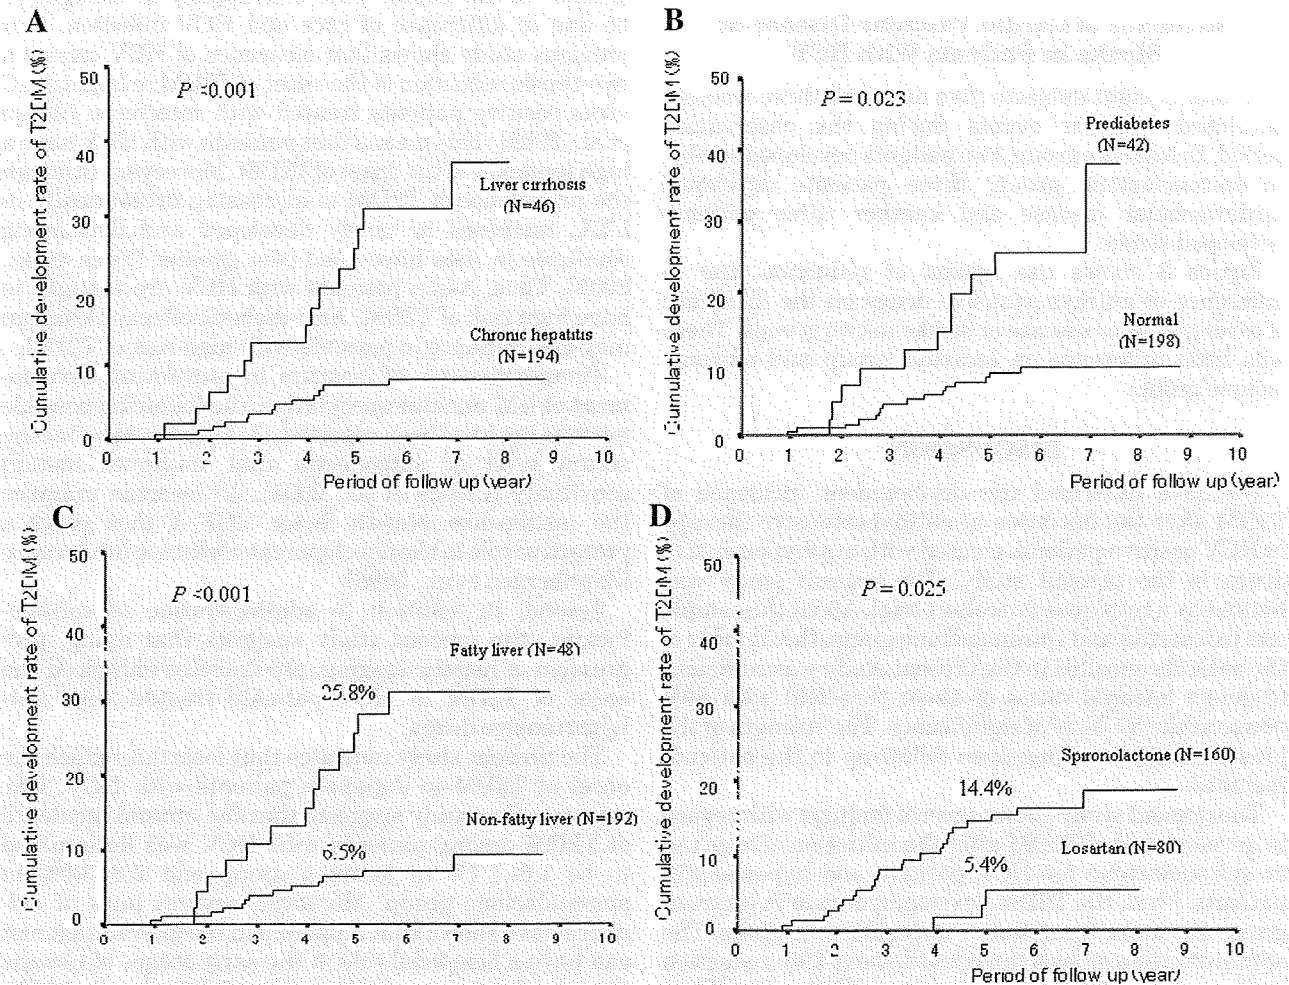 A
Cumulative development rate of T2DM (%)
50
40
30
20
10
0
P <0.001
Liver cirrhosis
(N=46)
Chronic hepatitis
(N=194)
0 1 2 3 4 5 6 7 8 9 10
Period of follow up (year)
B
Cumulative development rate of T2DM (%)
50
40
30
20
10
0
P = 0.023
Prediabetes
(N=42)
Normal
(N=198)
0 1 2 3 4 5 6 7 8 9 10
Period of follow up (year)
C
Cumulative development rate of T2DM (%)
50
40
30
20
10
0
P <0.001
Fatty liver (N=48)
25.8%
Non-fatty liver (N=192)
6.5%
0 1 2 3 4 5 6 7 8 9 10
D
Cumulative development rate of T2DM (%)
50
40
30
20
10
0
P = 0.025
Spironolactone (N=160)
14.4%
Losartan (N=80)
5.4%
0 1 2 3 4 5 6 7 8 9 10
Period of follow up (year)